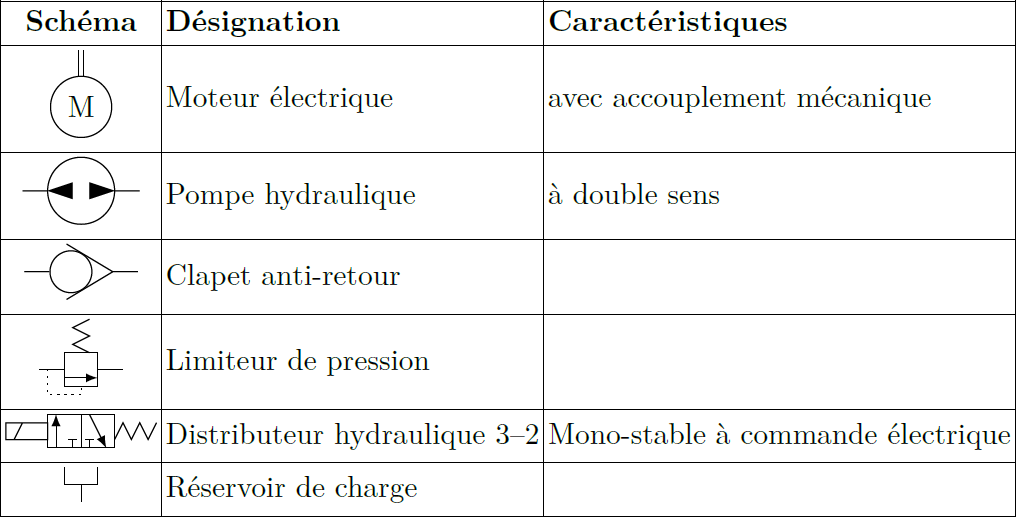 Schéma Désignation Caractéristiques
M Moteur électrique avec accouplement mécanique
Pompe hydraulique à double sens
Clapet anti-retour
Limiteur de pression
Distributeur hydraulique 3–2 Mono-stable à commande électrique
Réservoir de charge